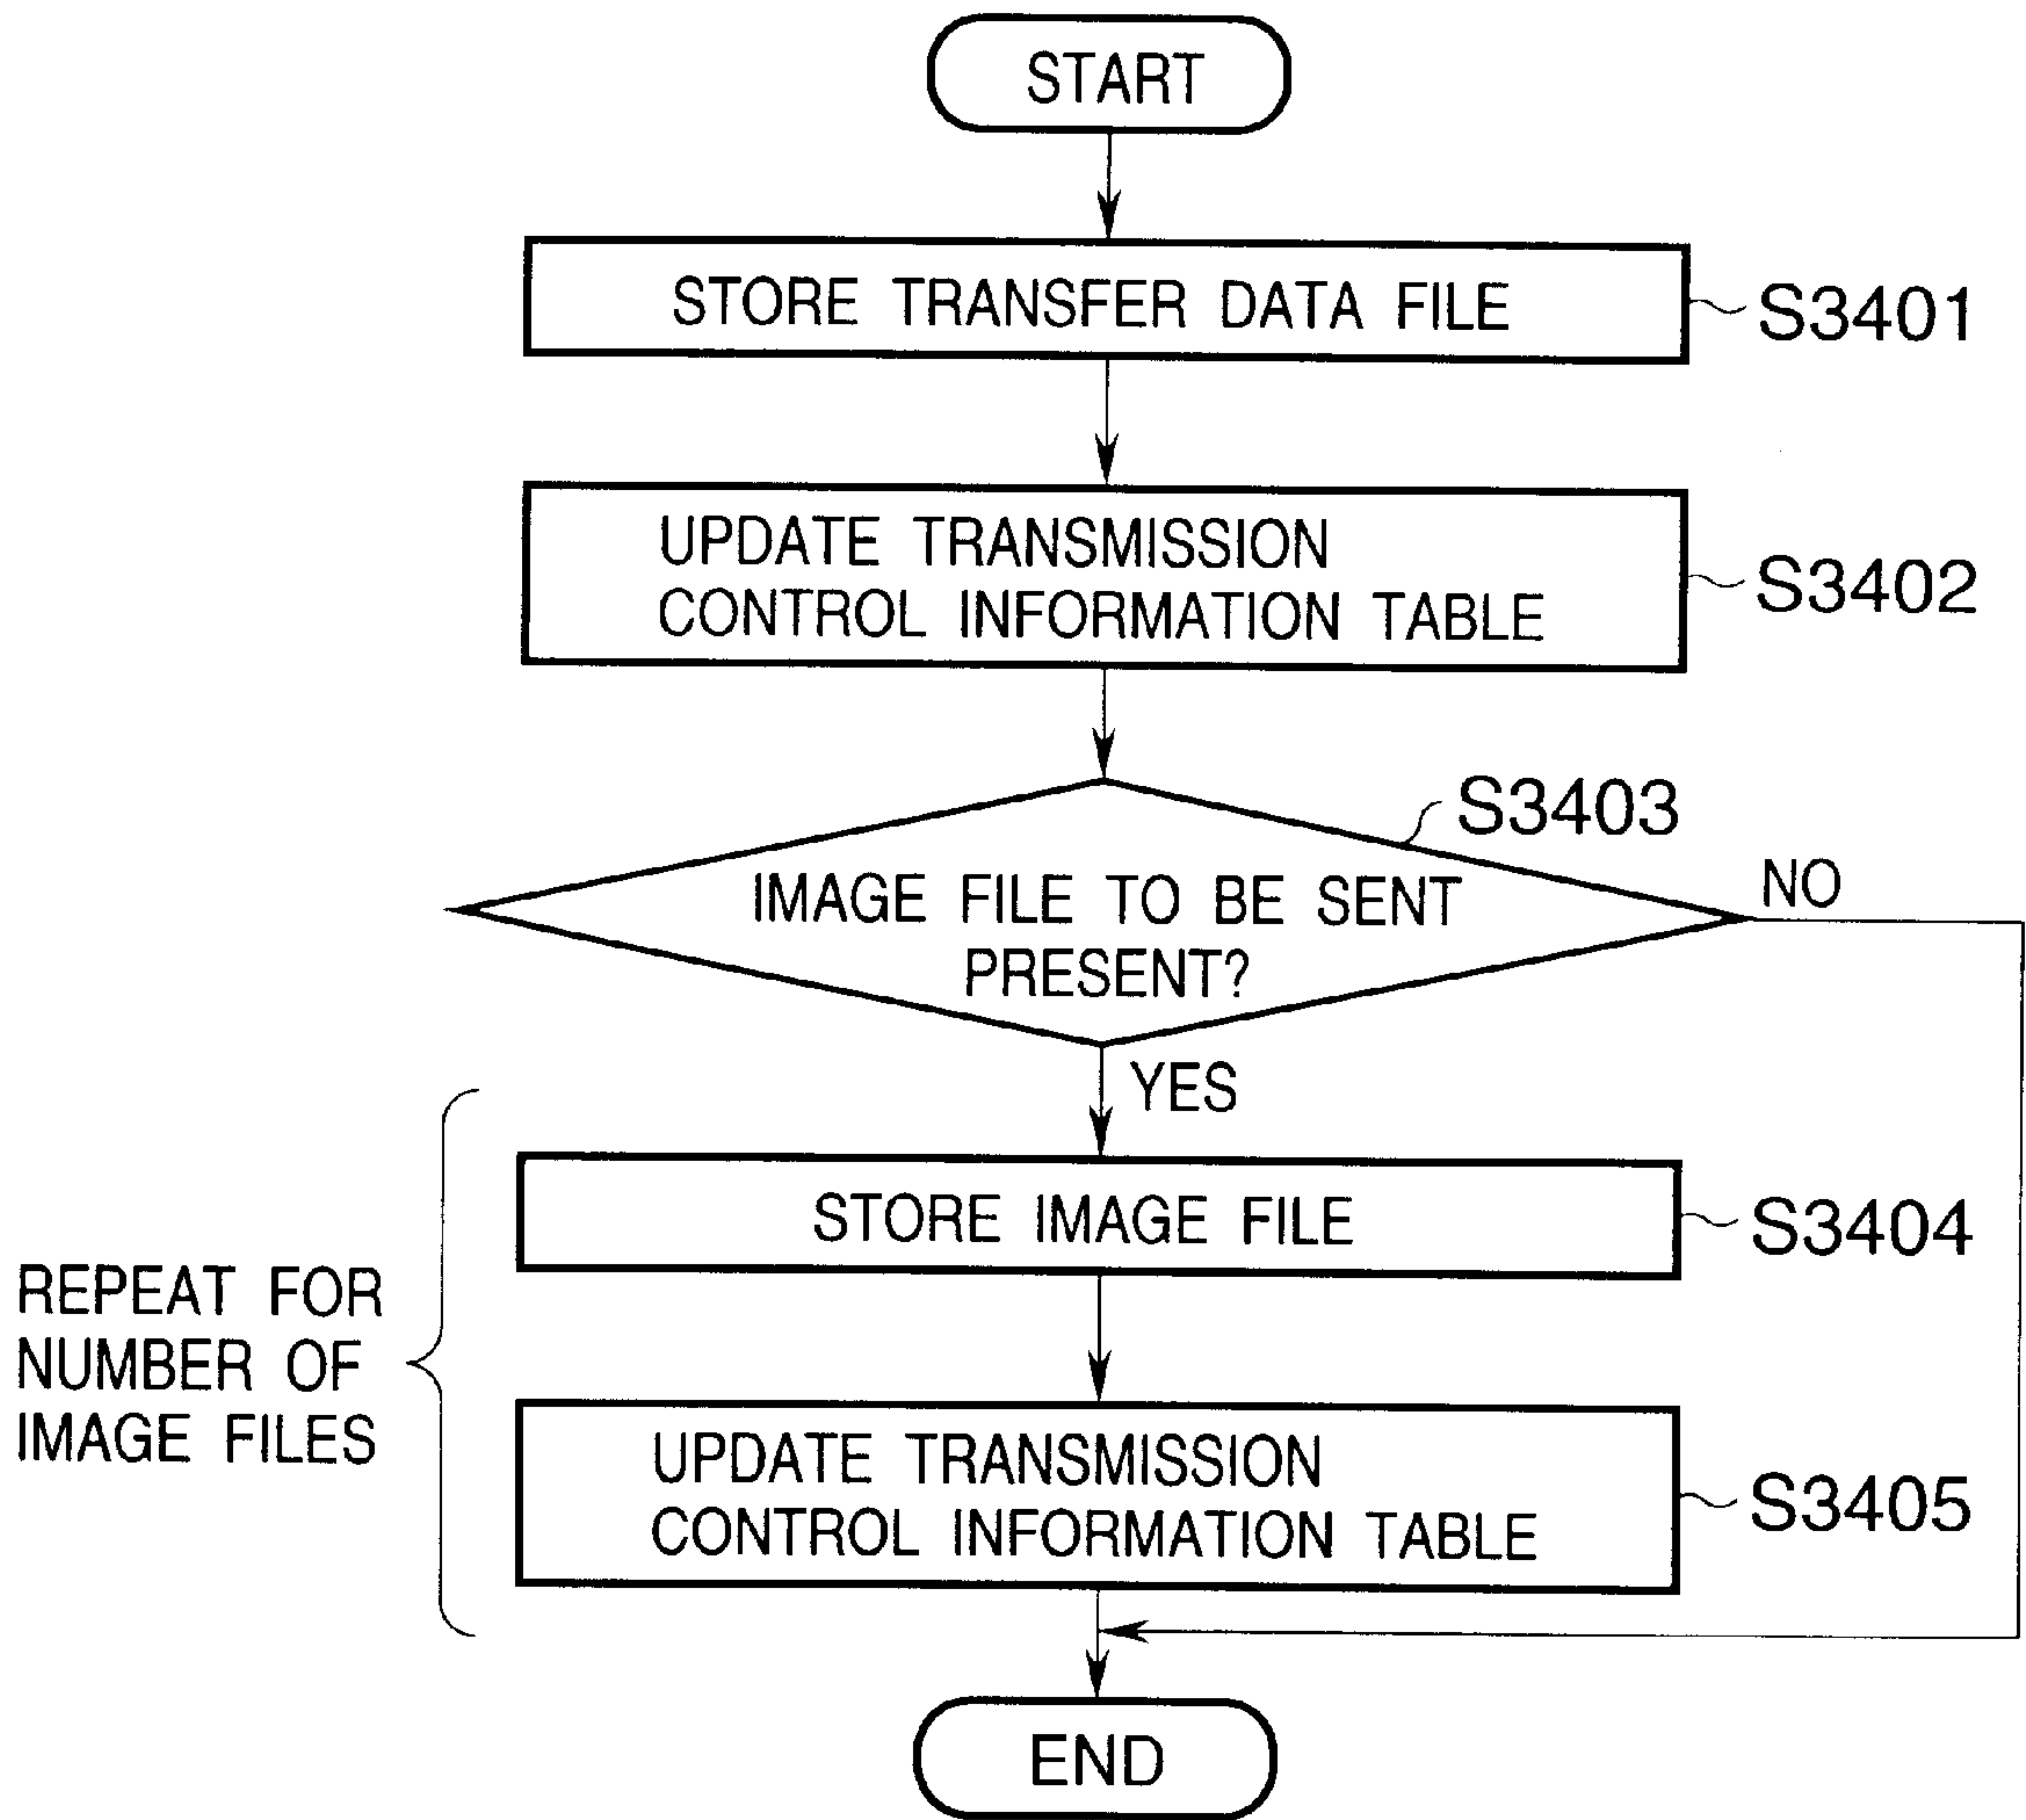 START
STORE TRANSFER DATA FILE
S3401
UPDATE TRANSMISSION
CONTROL INFORMATION TABLE
S3402
S3403
IMAGE FILE TO BE SENT
PRESENT?
NO
YES
STORE IMAGE FILE
S3404
REPEAT FOR
NUMBER OF
IMAGE FILES
UPDATE TRANSMISSION
CONTROL INFORMATION TABLE
S3405
END